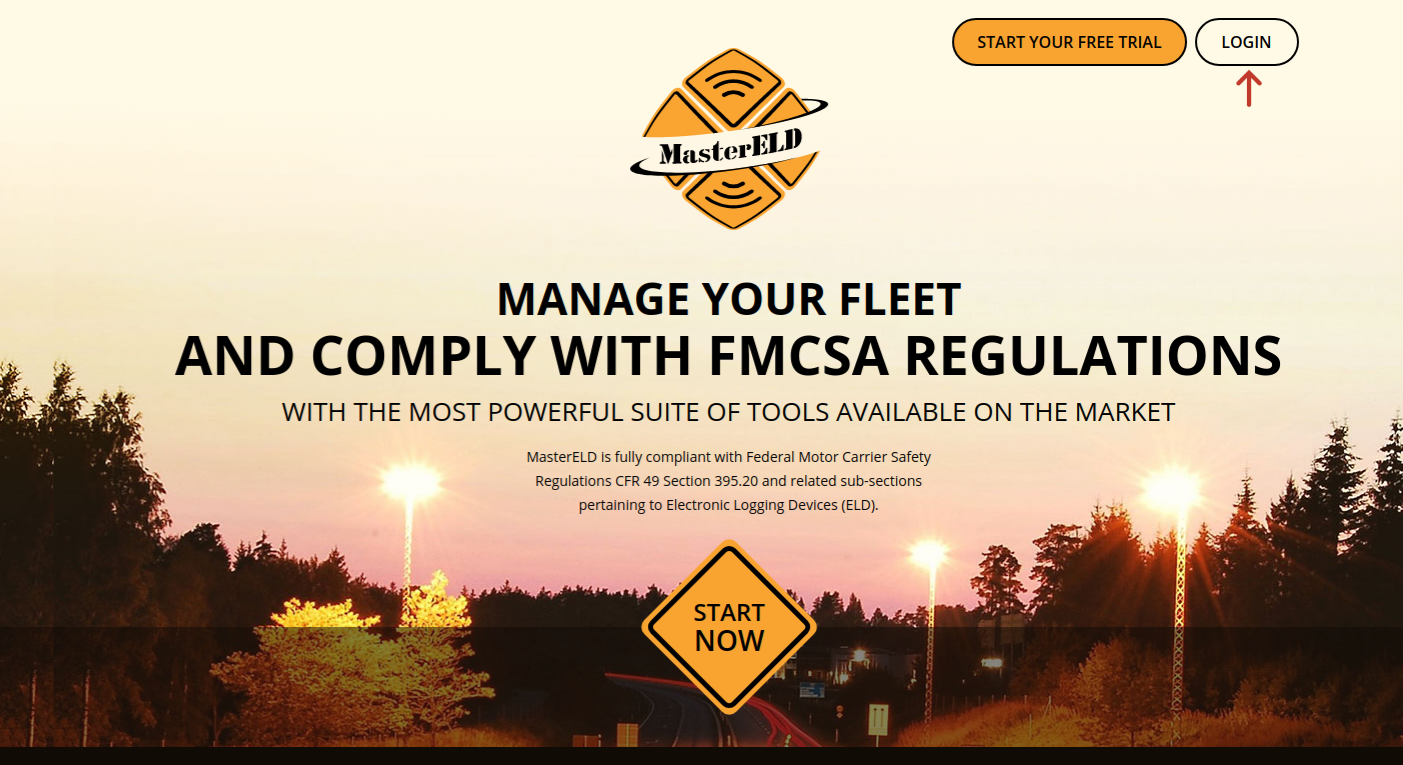 START YOUR FREE TRIAL
LOGIN
MasterELD
MANAGE YOUR FLEET
AND COMPLY WITH FMCSA REGULATIONS
WITH THE MOST POWERFUL SUITE OF TOOLS AVAILABLE ON THE MARKET
MasterELD is fully compliant with Federal Motor Carrier Safety
Regulations CFR 49 Section 395.20 and related sub-sections
pertaining to Electronic Logging Devices (ELD).
START
NOW